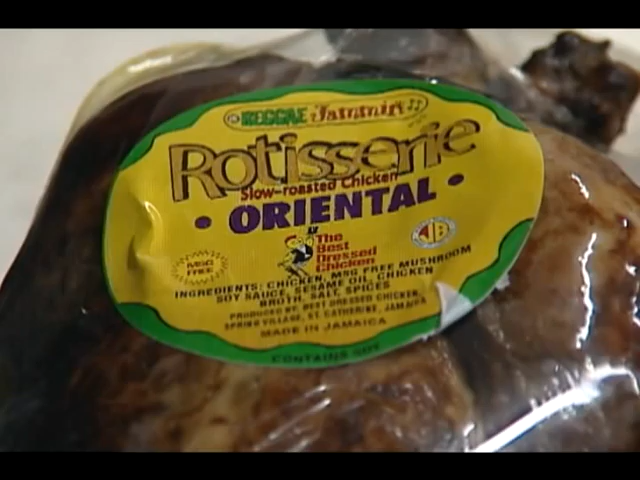 REGGAE Jammin'
Rotisserie
Slow-roasted Chicken
• ORIENTAL •
The
Best
Dressed
Chicken
JB
MSG
FREE
INGREDIENTS: CHICKEN, MSG FREE MUSHROOM
SOY SAUCE, SESAME OIL, CHICKEN
BROTH, SALT, SPICES
PRODUCED BY: BEST DRESSED CHICKEN,
SPRING VILLAGE, ST. CATHERINE, JAMAICA
MADE IN JAMAICA
CONTAINS SOY